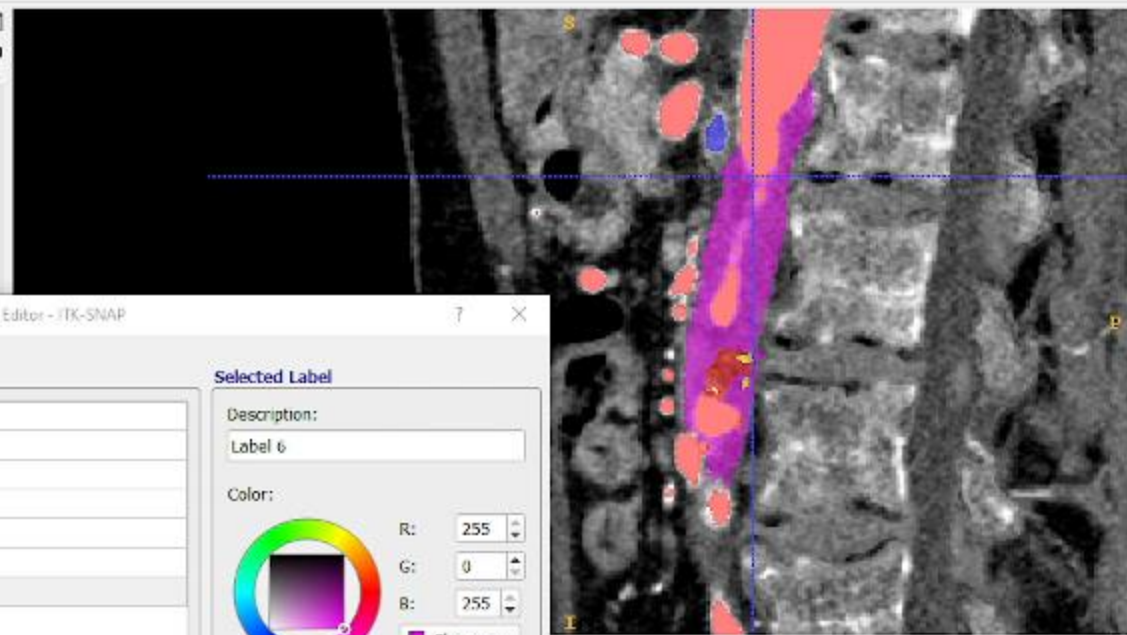 S
Editor - ITK-SNAP
?
P
Selected Label
Description:
Label 6
Color:
R: 255
G: 0
B: 255
I